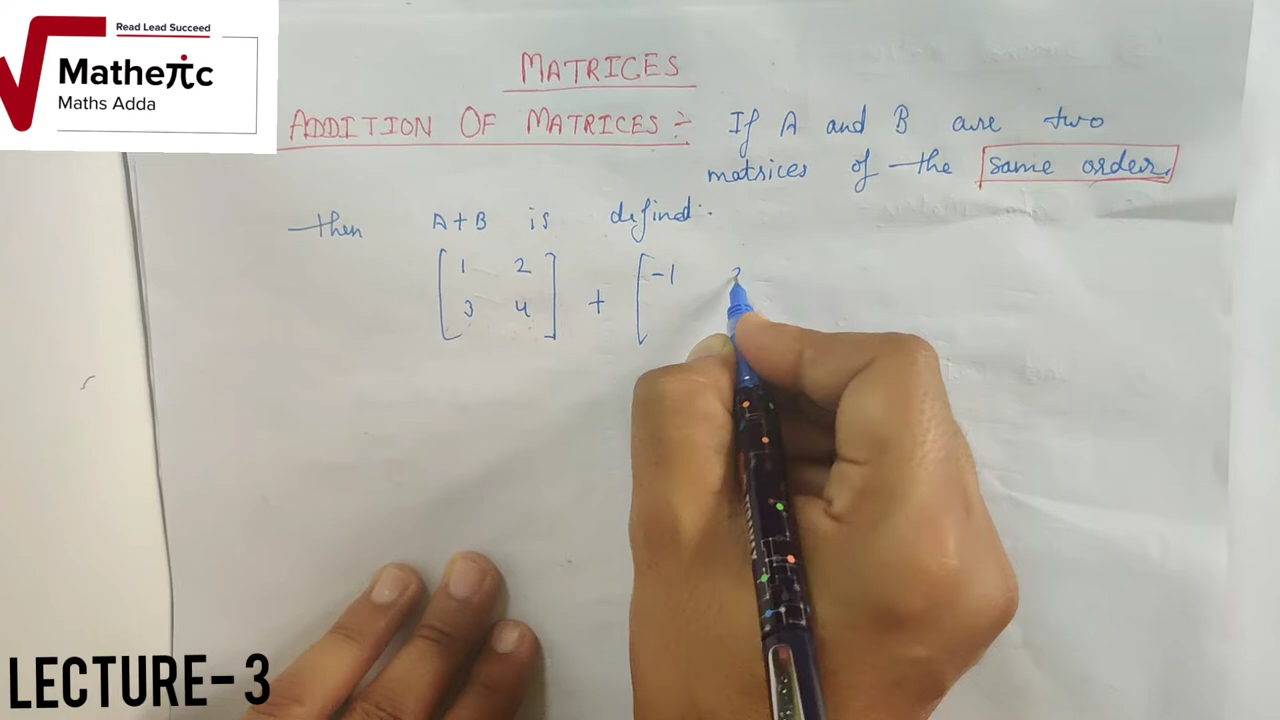 Read Lead Succeed
Matheπc
Maths Adda
MATRICES
ADDITION OF MATRICES :- If A and B are two
matrices of the same order.
then A+B is defined :-
1 2
3 4
+
-1
LECTURE- 3